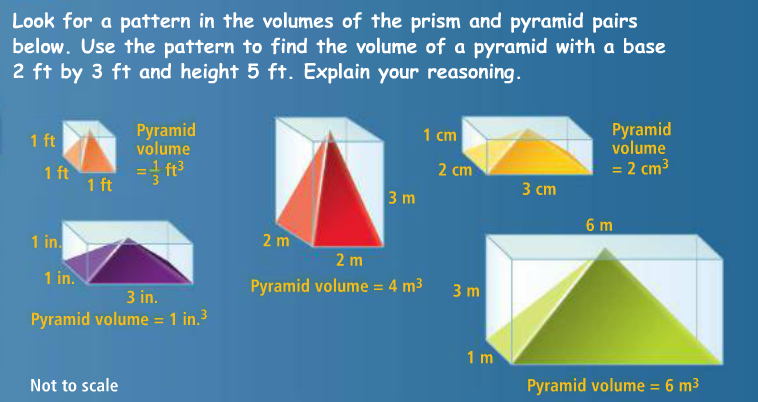 Look for a pattern in the volumes of the prism and pyramid pairs
below. Use the pattern to find the volume of a pyramid with a base
2 ft by 3 ft and height 5 ft. Explain your reasoning.
1 ft
1 ft
1 ft
Pyramid
volume
= 1/3 ft³
3 m
2 m
2 m
Pyramid volume = 4 m³
1 cm
2 cm
3 cm
Pyramid
volume
= 2 cm³
1 in.
1 in.
3 in.
Pyramid volume = 1 in.³
6 m
3 m
1 m
Pyramid volume = 6 m³
Not to scale